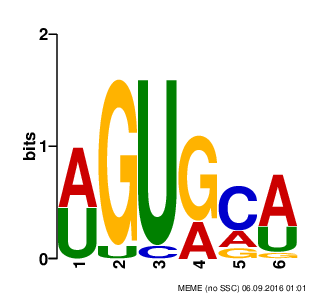 2
1
0
bits
A G U G C A
U U C A A U
G G
1 2 3 4 5 6
MEME (no SSC) 06.09.2016 01:01